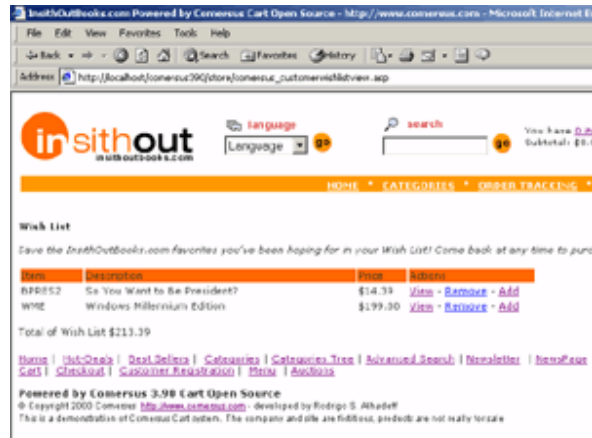 InsithOutBooks.com Powered by Comersus Cart Open Source - http://www.comersus.com - Microsoft Internet E
File Edit View Favorites Tools Help
Back Search Favorites History
Address http://localhost/comersus390/store/comersus_customerwishlistview.asp
insithout
insithoutbooks.com
language
Language go
search
go
You have 0
Subtotal: $0.
HOME * CATEGORIES * ORDER TRACKING *
Wish List
Save the InsithOutBooks.com favorites you've been hoping for in your Wish List! Come back at any time to purc
Item Description Price Actions
BPRES2 So You Want to Be President? $14.39 View - Remove - Add
WME Windows Millennium Edition $199.00 View - Remove - Add
Total of Wish List $213.39
Home | Hot Deals | Best Sellers | Categories | Categories Tree | Advanced Search | Newsletter | NewsPage
Cart | Checkout | Customer Registration | Menu | Auctions
Powered by Comersus 3.90 Cart Open Source
© Copyright 2000 Comersus http://www.comersus.com - developed by Rodrigo S. Alhadeff
This is a demonstration of Comersus Cart system. The company and site are fictitious, products are not really for sale